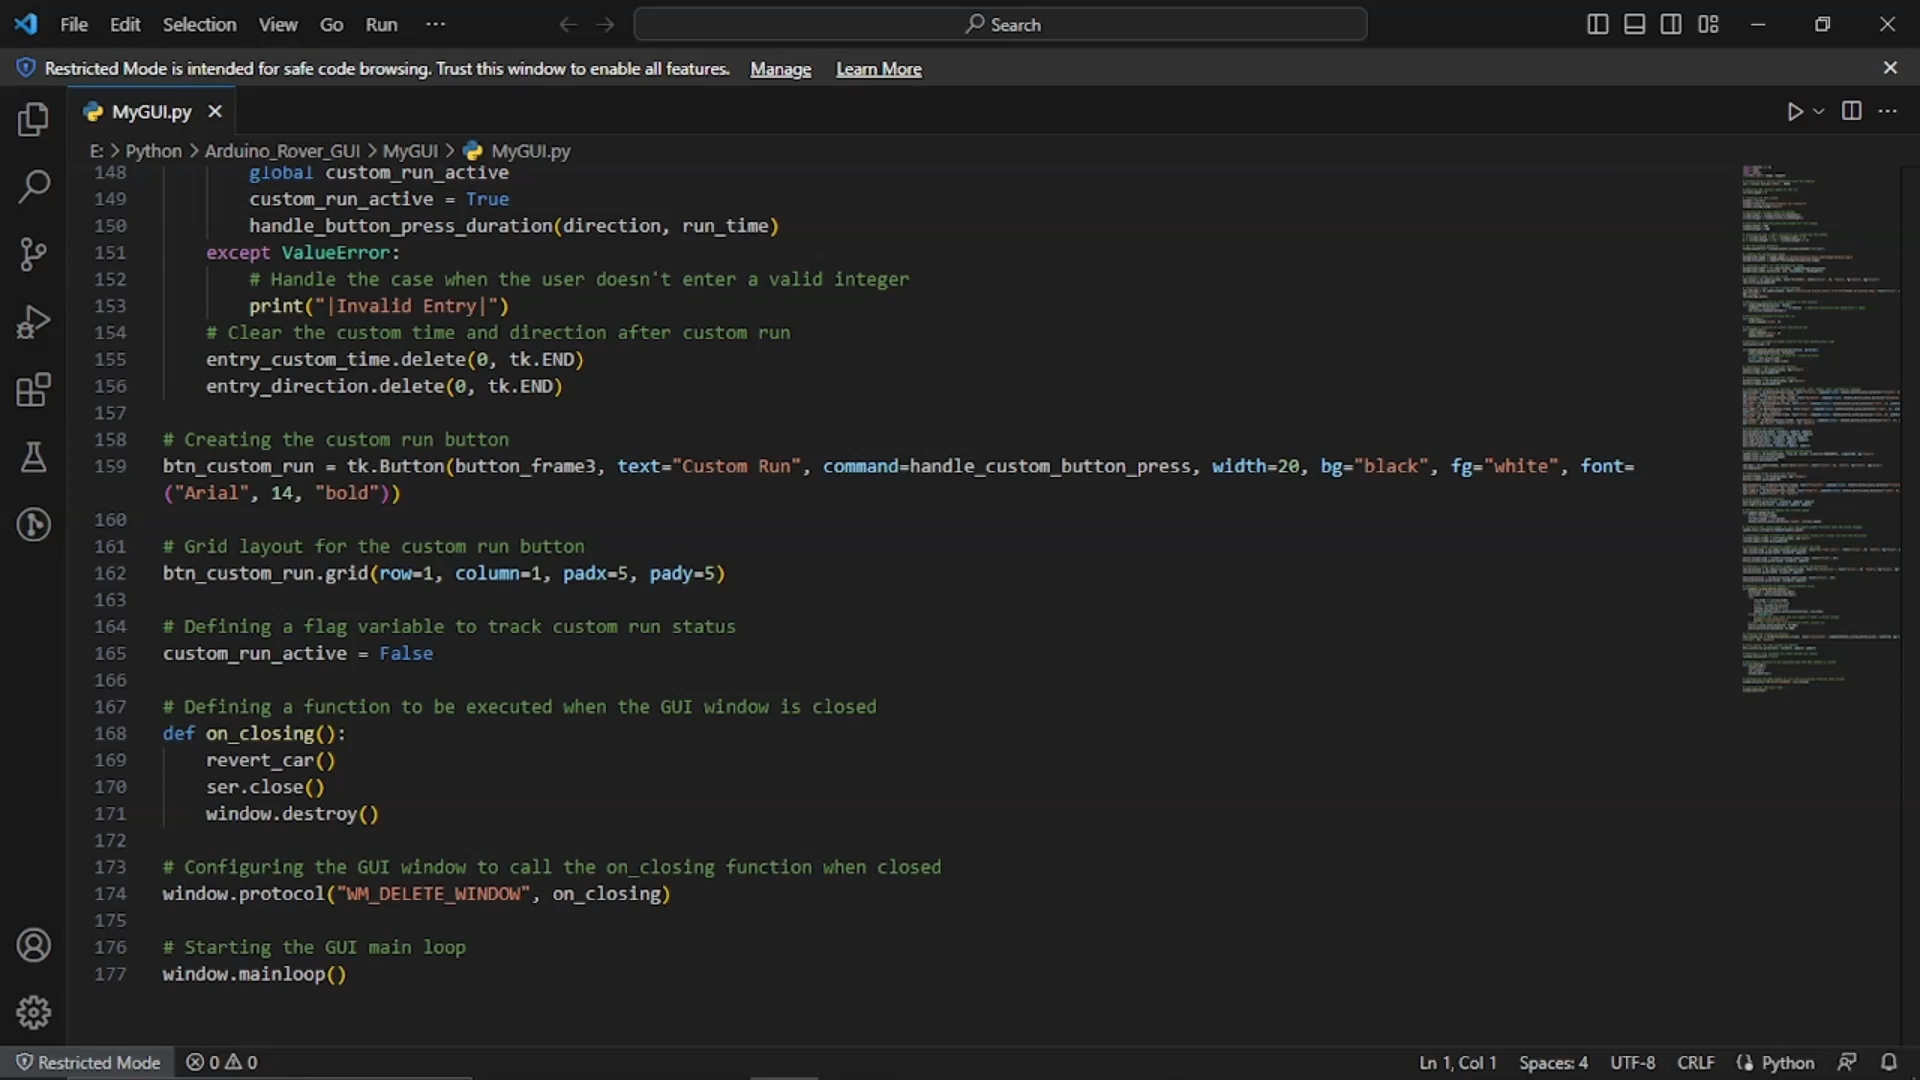 File Edit Selection View Go Run ··· Search
Restricted Mode is intended for safe code browsing. Trust this window to enable all features. Manage Learn More
MyGUI.py
E: > Python > Arduino_Rover_GUI > MyGUI > MyGUI.py
148 global custom_run_active
149 custom_run_active = True
150 handle_button_press_duration(direction, run_time)
151 except ValueError:
152 # Handle the case when the user doesn't enter a valid integer
153 print("|Invalid Entry|")
154 # Clear the custom time and direction after custom run
155 entry_custom_time.delete(0, tk.END)
156 entry_direction.delete(0, tk.END)
157
158 # Creating the custom run button
159 btn_custom_run = tk.Button(button_frame3, text="Custom Run", command=handle_custom_button_press, width=20, bg="black", fg="white", font=
("Arial", 14, "bold"))
160
161 # Grid layout for the custom run button
162 btn_custom_run.grid(row=1, column=1, padx=5, pady=5)
163
164 # Defining a flag variable to track custom run status
165 custom_run_active = False
166
167 # Defining a function to be executed when the GUI window is closed
168 def on_closing():
169 revert_car()
170 ser.close()
171 window.destroy()
172
173 # Configuring the GUI window to call the on_closing function when closed
174 window.protocol("WM_DELETE_WINDOW", on_closing)
175
176 # Starting the GUI main loop
177 window.mainloop()
Restricted Mode 0 0 Ln 1, Col 1 Spaces: 4 UTF-8 CRLF Python